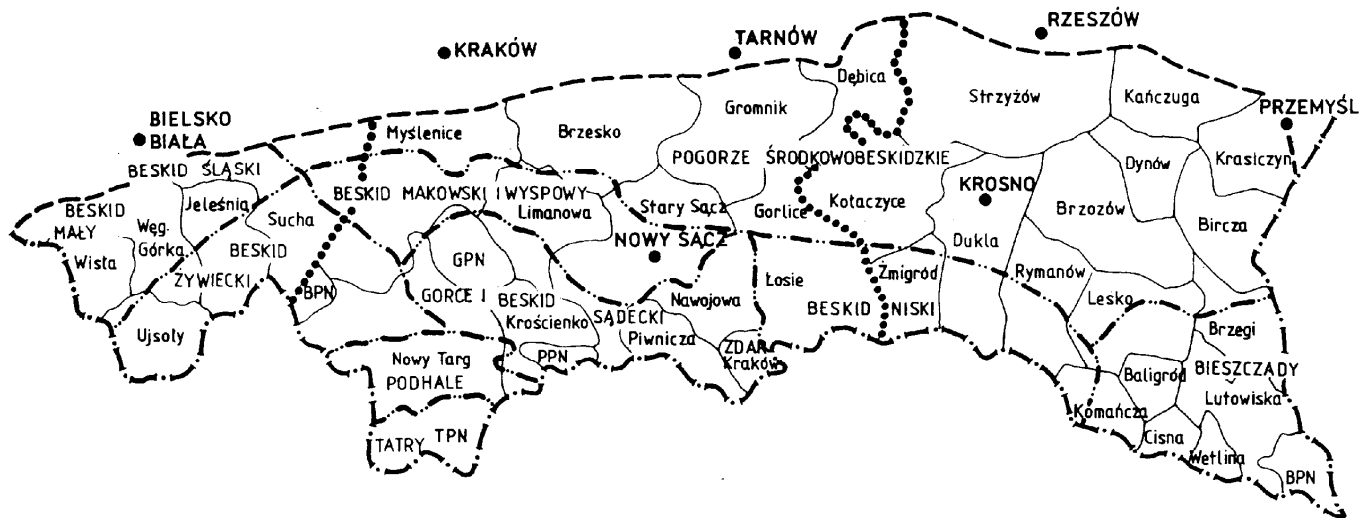 RZESZÓW
KRAKÓW
TARNÓW
BIELSKO
BIAŁA
PRZEMYŚL
Dębica
Strzyżów
Kańczuga
Gromnik
Myślenice
Brzesko
POGORZE ŚRODKOWOBESKIDZKIE
Dynów
Krasiczyn
BESKID ŚLĄSKI
BESKID MAKOWSKI I WYSPOWY
KROSNO
Jeleśnia
Sucha
Limanowa
Stary Sącz
Gorlice
Kołaczyce
Brzozów
Bircza
BESKID
MAŁY
Węg.
Górka
Wisła
BESKID
ŻYWIECKI
NOWY SĄCZ
Dukla
GPN
Żmigród
Rymanów
Łosie
BPN
GORCE I
BESKID
SĄDECKI
Krościenko
Nawojowa
BESKID NISKI
Lesko
Brzegi
Ujsoły
Piwniczna
ZDAR
Kraków
PPN
Nowy Targ
PODHALE
Baligród
BIESZCZADY
Lutowiska
Komańcza
Cisna
Wetlina
TATRY TPN
BPN